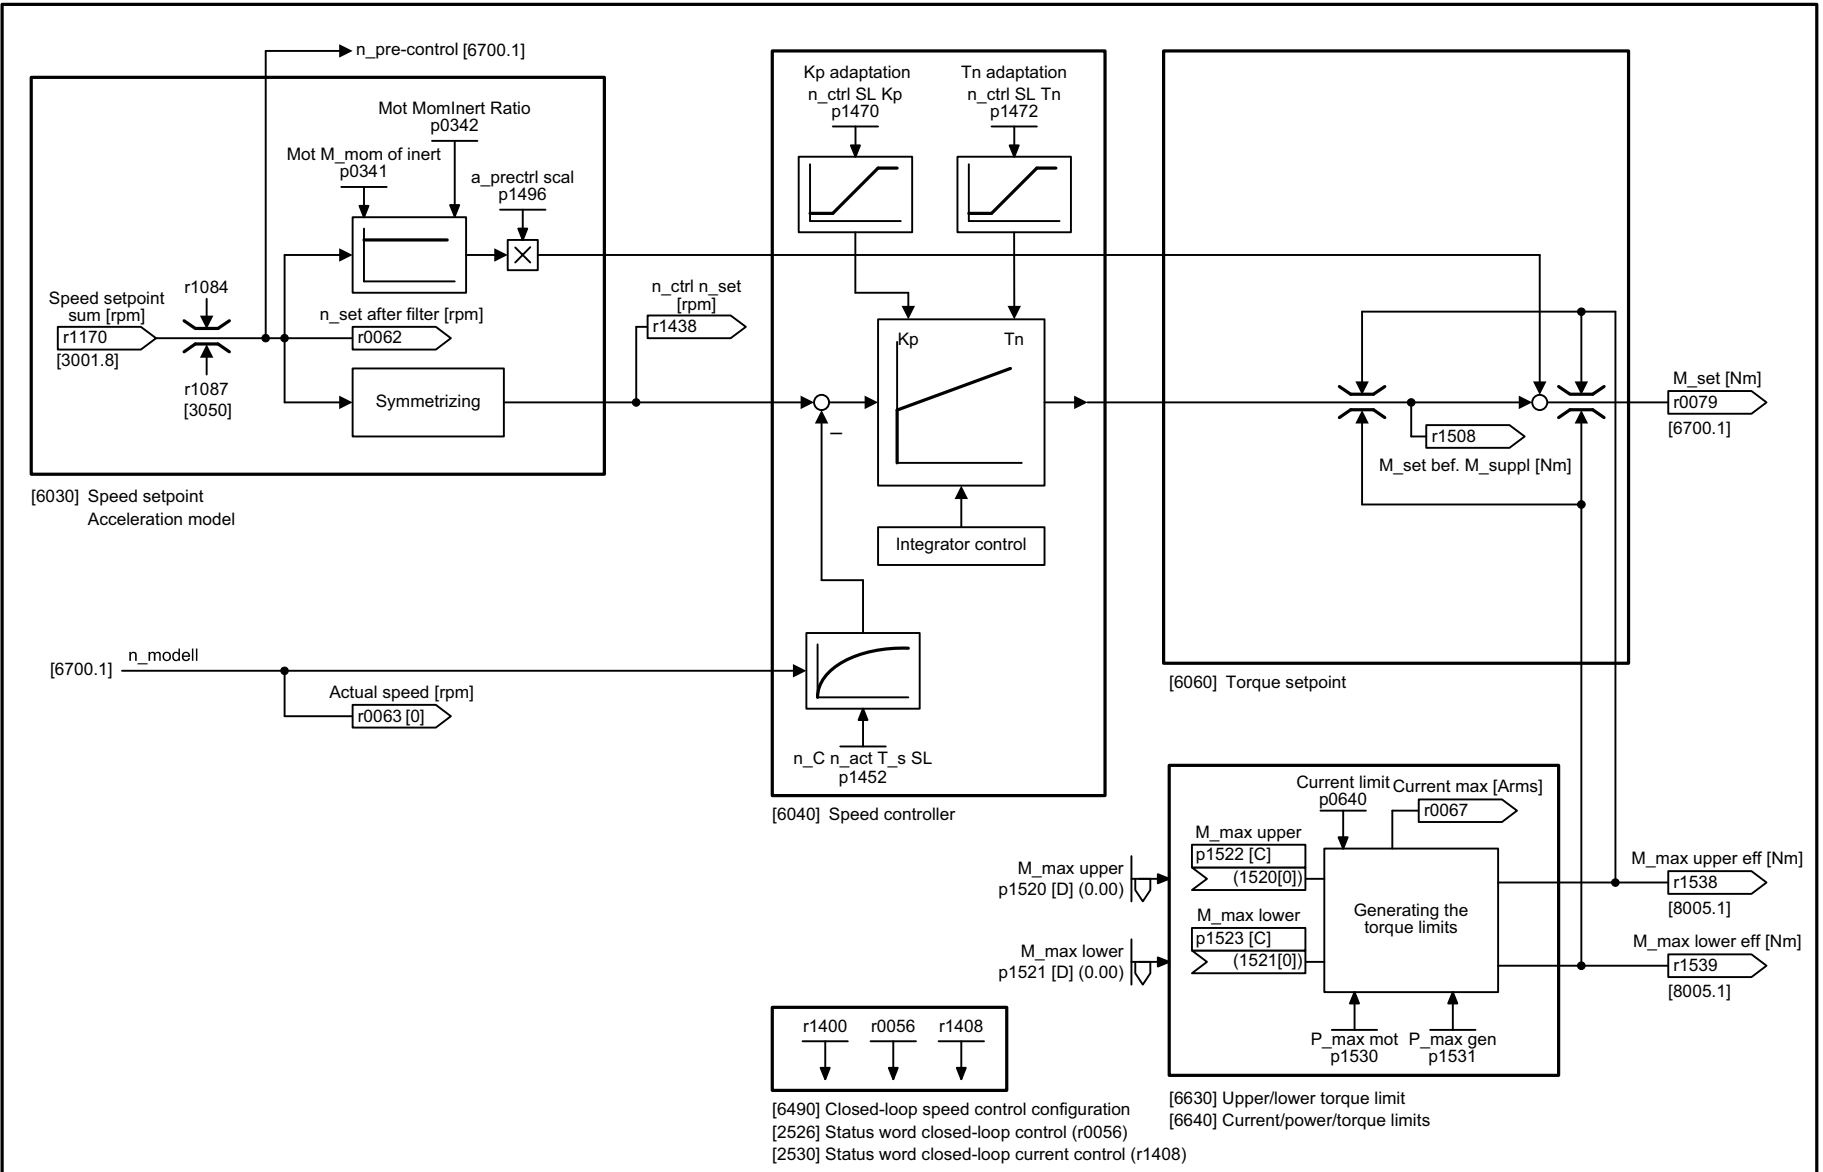 n_pre-control [6700.1]
Mot MomInert Ratio
p0342
Mot M_mom of inert
p0341
a_prectrl scal
p1496
r1084
Speed setpoint
sum [rpm]
r1170
[3001.8]
r1087
[3050]
n_set after filter [rpm]
r0062
Symmetrizing
n_ctrl n_set
[rpm]
r1438
[6030] Speed setpoint
Acceleration model
Kp adaptation
n_ctrl SL Kp
p1470
Tn adaptation
n_ctrl SL Tn
p1472
Kp
Tn
–
Integrator control
[6700.1]
n_modell
Actual speed [rpm]
r0063 [0]
n_C n_act T_s SL
p1452
[6040] Speed controller
M_set [Nm]
r0079
[6700.1]
r1508
M_set bef. M_suppl [Nm]
[6060] Torque setpoint
Current limit
p0640
Current max [Arms]
r0067
M_max upper
p1520 [D] (0.00)
M_max upper
p1522 [C]
(1520[0])
M_max lower
p1521 [D] (0.00)
M_max lower
p1523 [C]
(1521[0])
Generating the
torque limits
M_max upper eff [Nm]
r1538
[8005.1]
M_max lower eff [Nm]
r1539
[8005.1]
P_max mot
p1530
P_max gen
p1531
[6630] Upper/lower torque limit
[6640] Current/power/torque limits
r1400
r0056
r1408
[6490] Closed-loop speed control configuration
[2526] Status word closed-loop control (r0056)
[2530] Status word closed-loop current control (r1408)